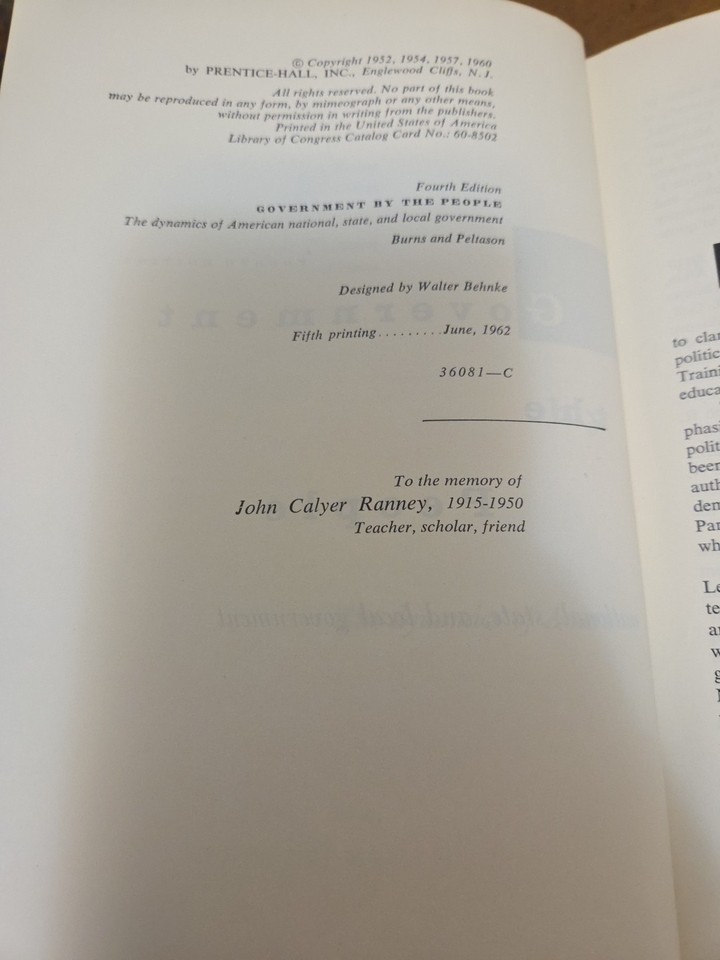 © Copyright 1952, 1954, 1957, 1960
by PRENTICE-HALL, INC., Englewood Cliffs, N. J.
All rights reserved. No part of this book
may be reproduced in any form, by mimeograph or any other means,
without permission in writing from the publishers.
Printed in the United States of America
Library of Congress Catalog Card No.: 60-8502
Fourth Edition
GOVERNMENT BY THE PEOPLE
The dynamics of American national, state, and local government
Burns and Peltason
Designed by Walter Behnke
Fifth printing.........June, 1962
36081—C
To the memory of
John Calyer Ranney, 1915-1950
Teacher, scholar, friend
to
been